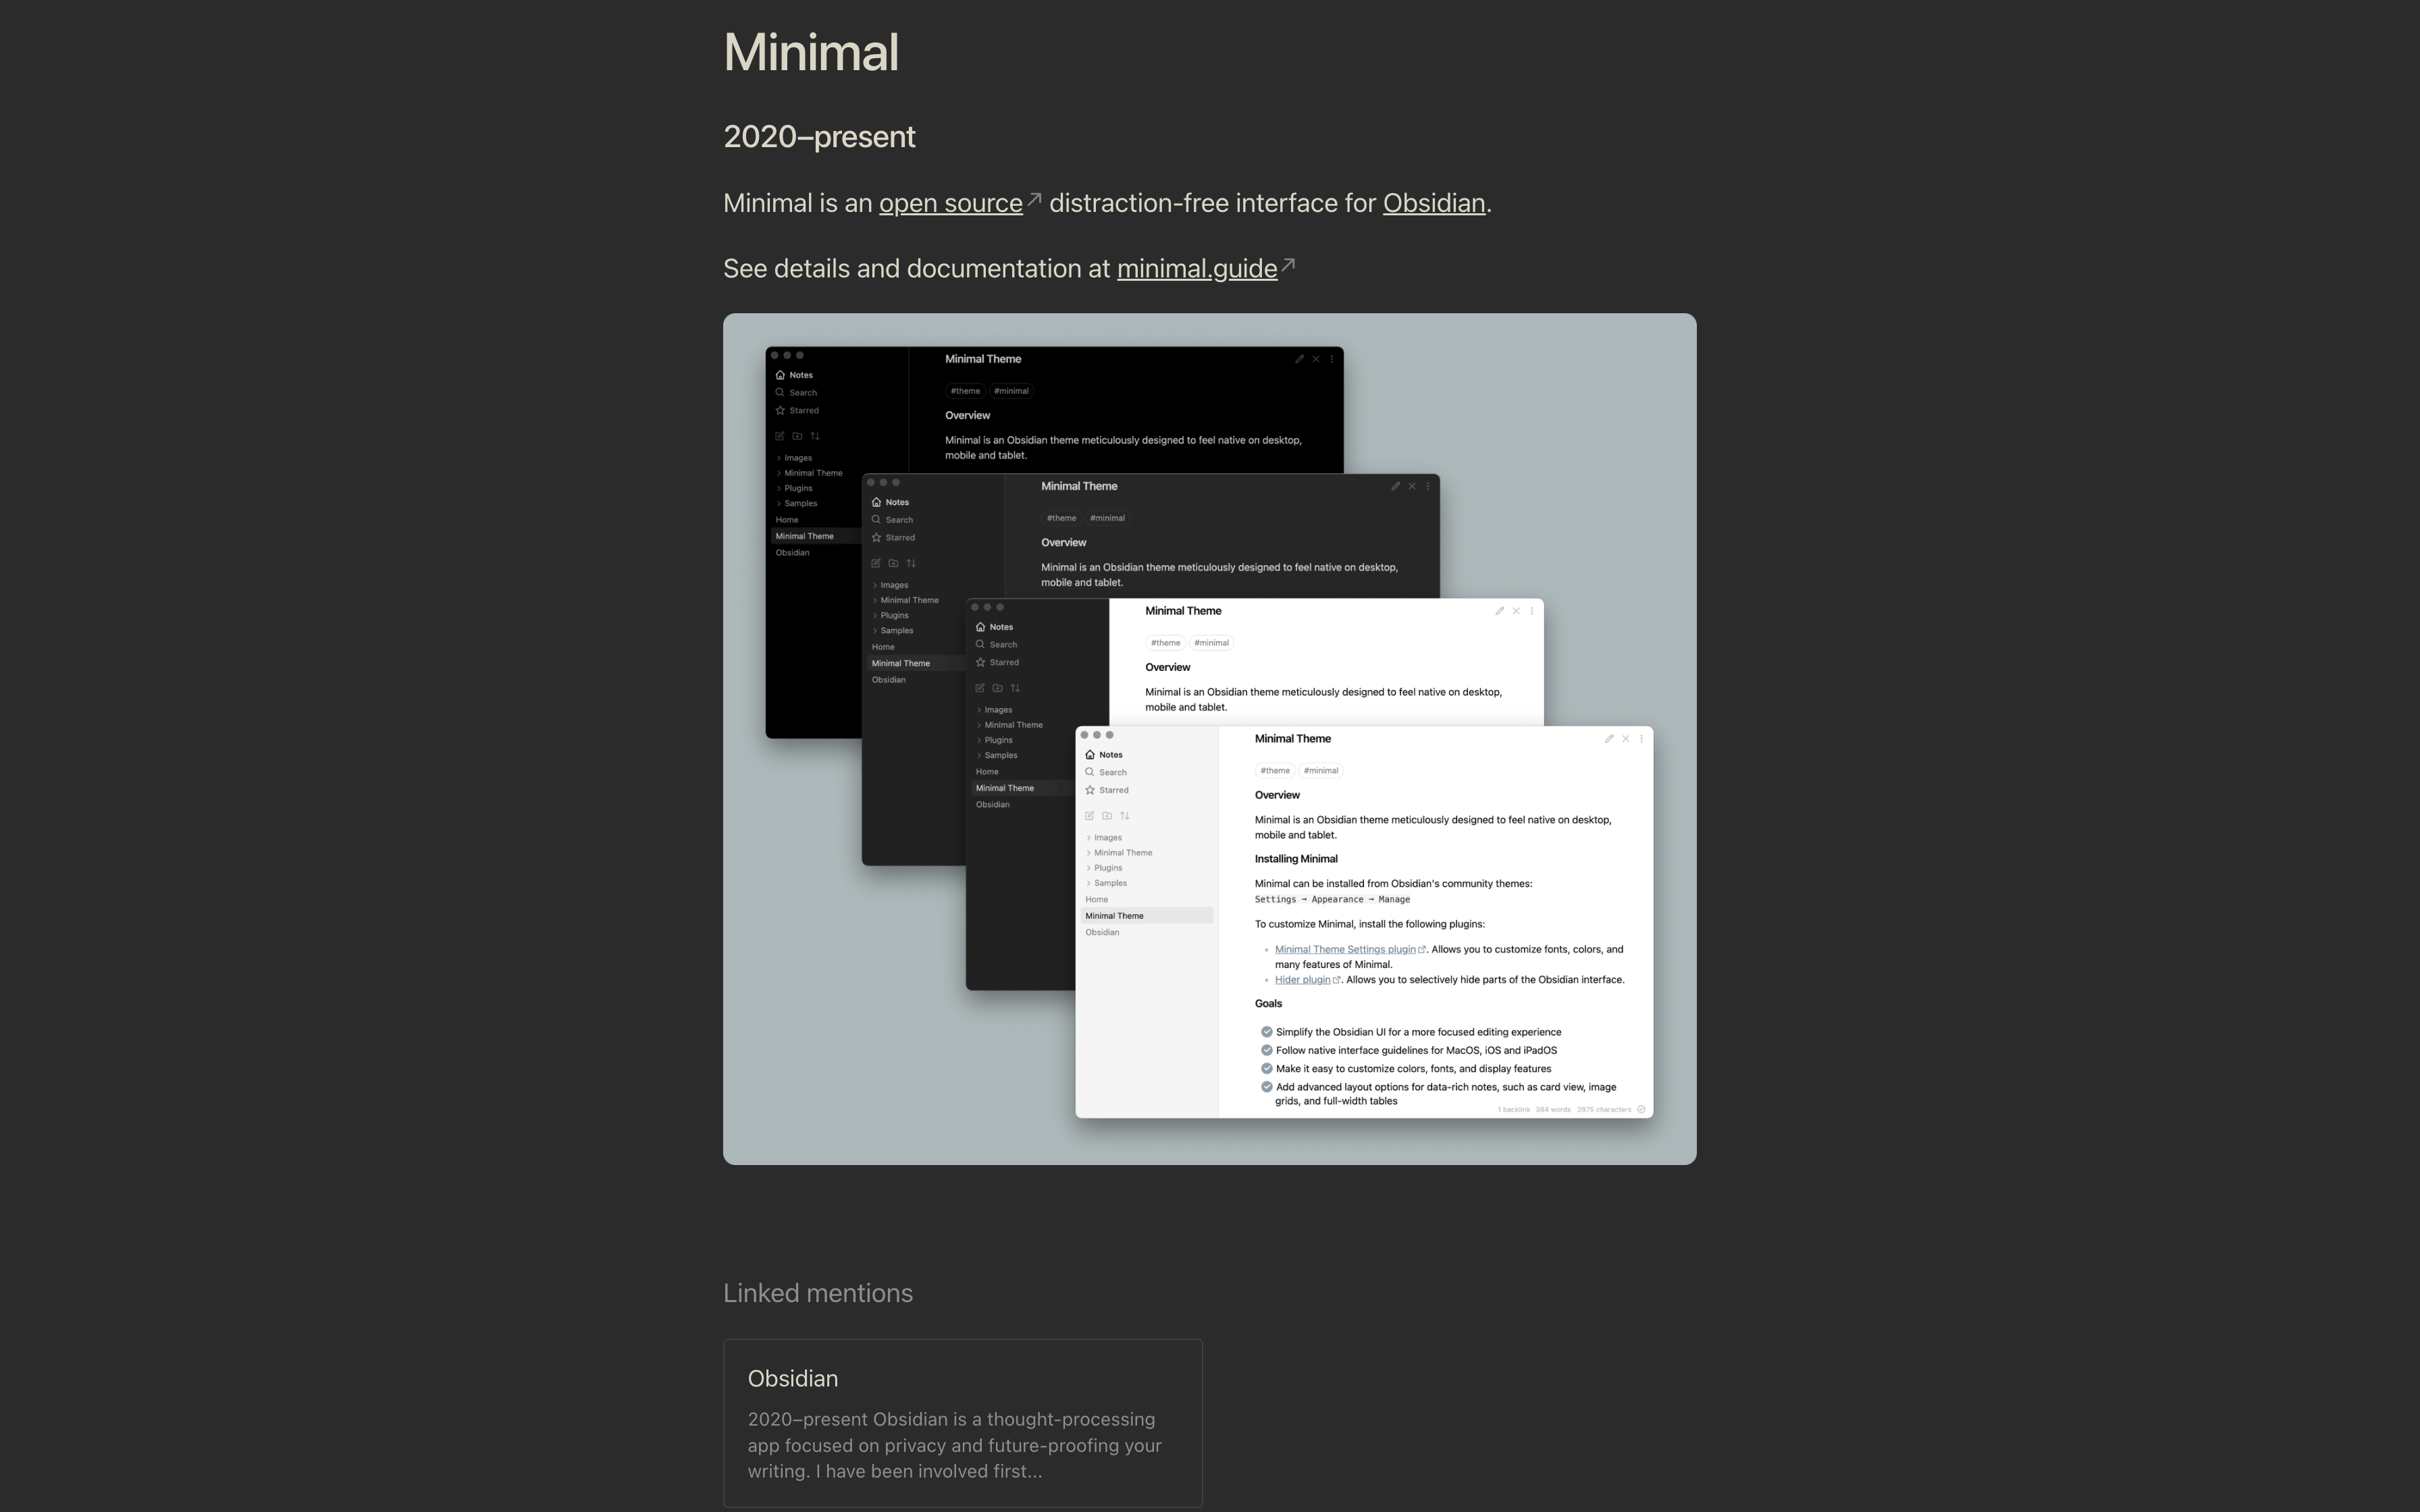 Minimal
2020–present
Minimal is an open source↗ distraction-free interface for Obsidian.
See details and documentation at minimal.guide↗
Minimal Theme
Notes
Search
Starred
#theme #minimal
Overview
Minimal is an Obsidian theme meticulously designed to feel native on desktop,
mobile and tablet.
Images
Minimal Theme
Plugins
Samples
Home
Minimal Theme
Obsidian
Minimal Theme
Notes
Search
Starred
#theme #minimal
Overview
Minimal is an Obsidian theme meticulously designed to feel native on desktop,
mobile and tablet.
Images
Minimal Theme
Plugins
Samples
Home
Minimal Theme
Obsidian
Minimal Theme
Notes
Search
Starred
#theme #minimal
Overview
Minimal is an Obsidian theme meticulously designed to feel native on desktop,
mobile and tablet.
Images
Minimal Theme
Plugins
Samples
Home
Minimal Theme
Obsidian
Notes
Search
Starred
Images
Minimal Theme
Plugins
Samples
Home
Minimal Theme
Obsidian
Minimal Theme
#theme #minimal
Overview
Minimal is an Obsidian theme meticulously designed to feel native on desktop,
mobile and tablet.
Installing Minimal
Minimal can be installed from Obsidian's community themes:
Settings → Appearance → Manage
To customize Minimal, install the following plugins:
• Minimal Theme Settings plugin. Allows you to customize fonts, colors, and
many features of Minimal.
• Hider plugin. Allows you to selectively hide parts of the Obsidian interface.
Goals
Simplify the Obsidian UI for a more focused editing experience
Follow native interface guidelines for MacOS, iOS and iPadOS
Make it easy to customize colors, fonts, and display features
Add advanced layout options for data-rich notes, such as card view, image
grids, and full-width tables
1 backlink 384 words 2875 characters
Linked mentions
Obsidian
2020–present Obsidian is a thought-processing
app focused on privacy and future-proofing your
writing. I have been involved first...